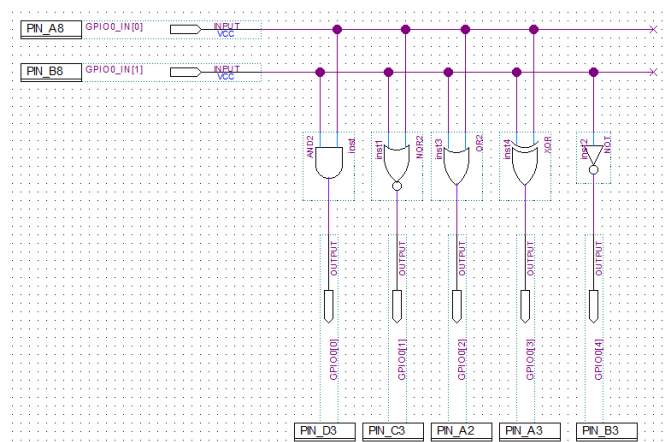 PIN_A8 GPIO0_IN[0] INPUT
VCC
PIN_B8 GPIO0_IN[1] INPUT
VCC
AND2 inst inst1 NOR2 inst3 OR2 inst4 XOR inst2 NOT
OUTPUT OUTPUT OUTPUT OUTPUT OUTPUT
GPIO0[0] GPIO0[1] GPIO0[2] GPIO0[3] GPIO0[4]
PIN_D3 PIN_C3 PIN_A2 PIN_A3 PIN_B3